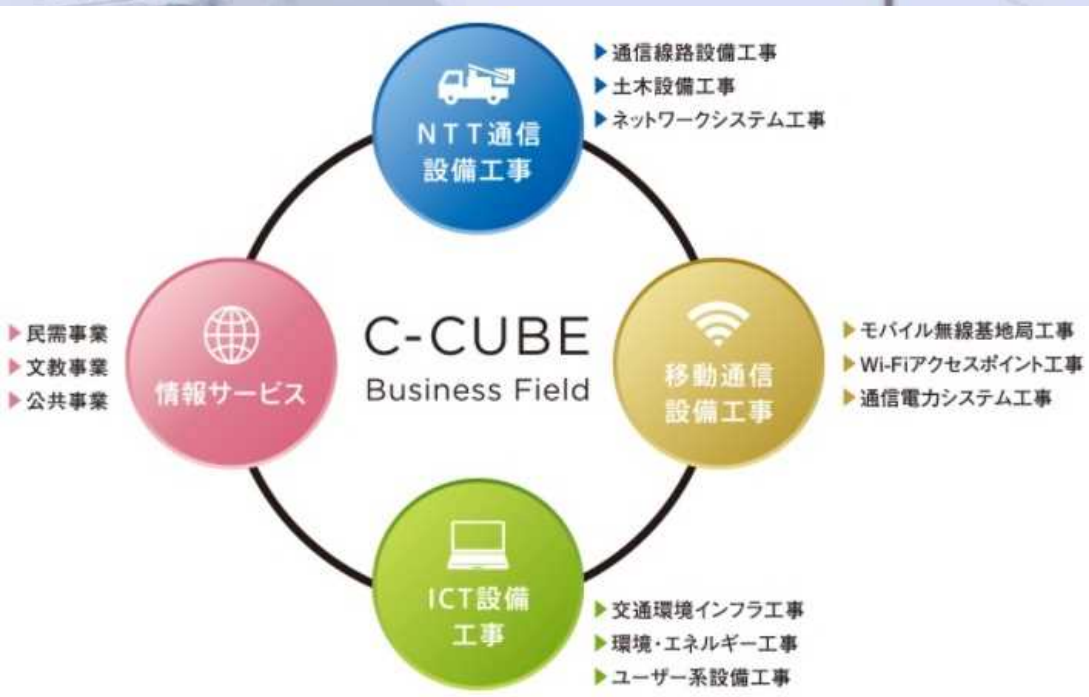 NTT通信
設備工事
▶通信線路設備工事
▶土木設備工事
▶ネットワークシステム工事
C-CUBE
Business Field
移動通信
設備工事
▶モバイル無線基地局工事
▶Wi-Fiアクセスポイント工事
▶通信電力システム工事
ICT設備
工事
▶交通環境インフラ工事
▶環境・エネルギー工事
▶ユーザー系設備工事
情報サービス
▶民需事業
▶文教事業
▶公共事業